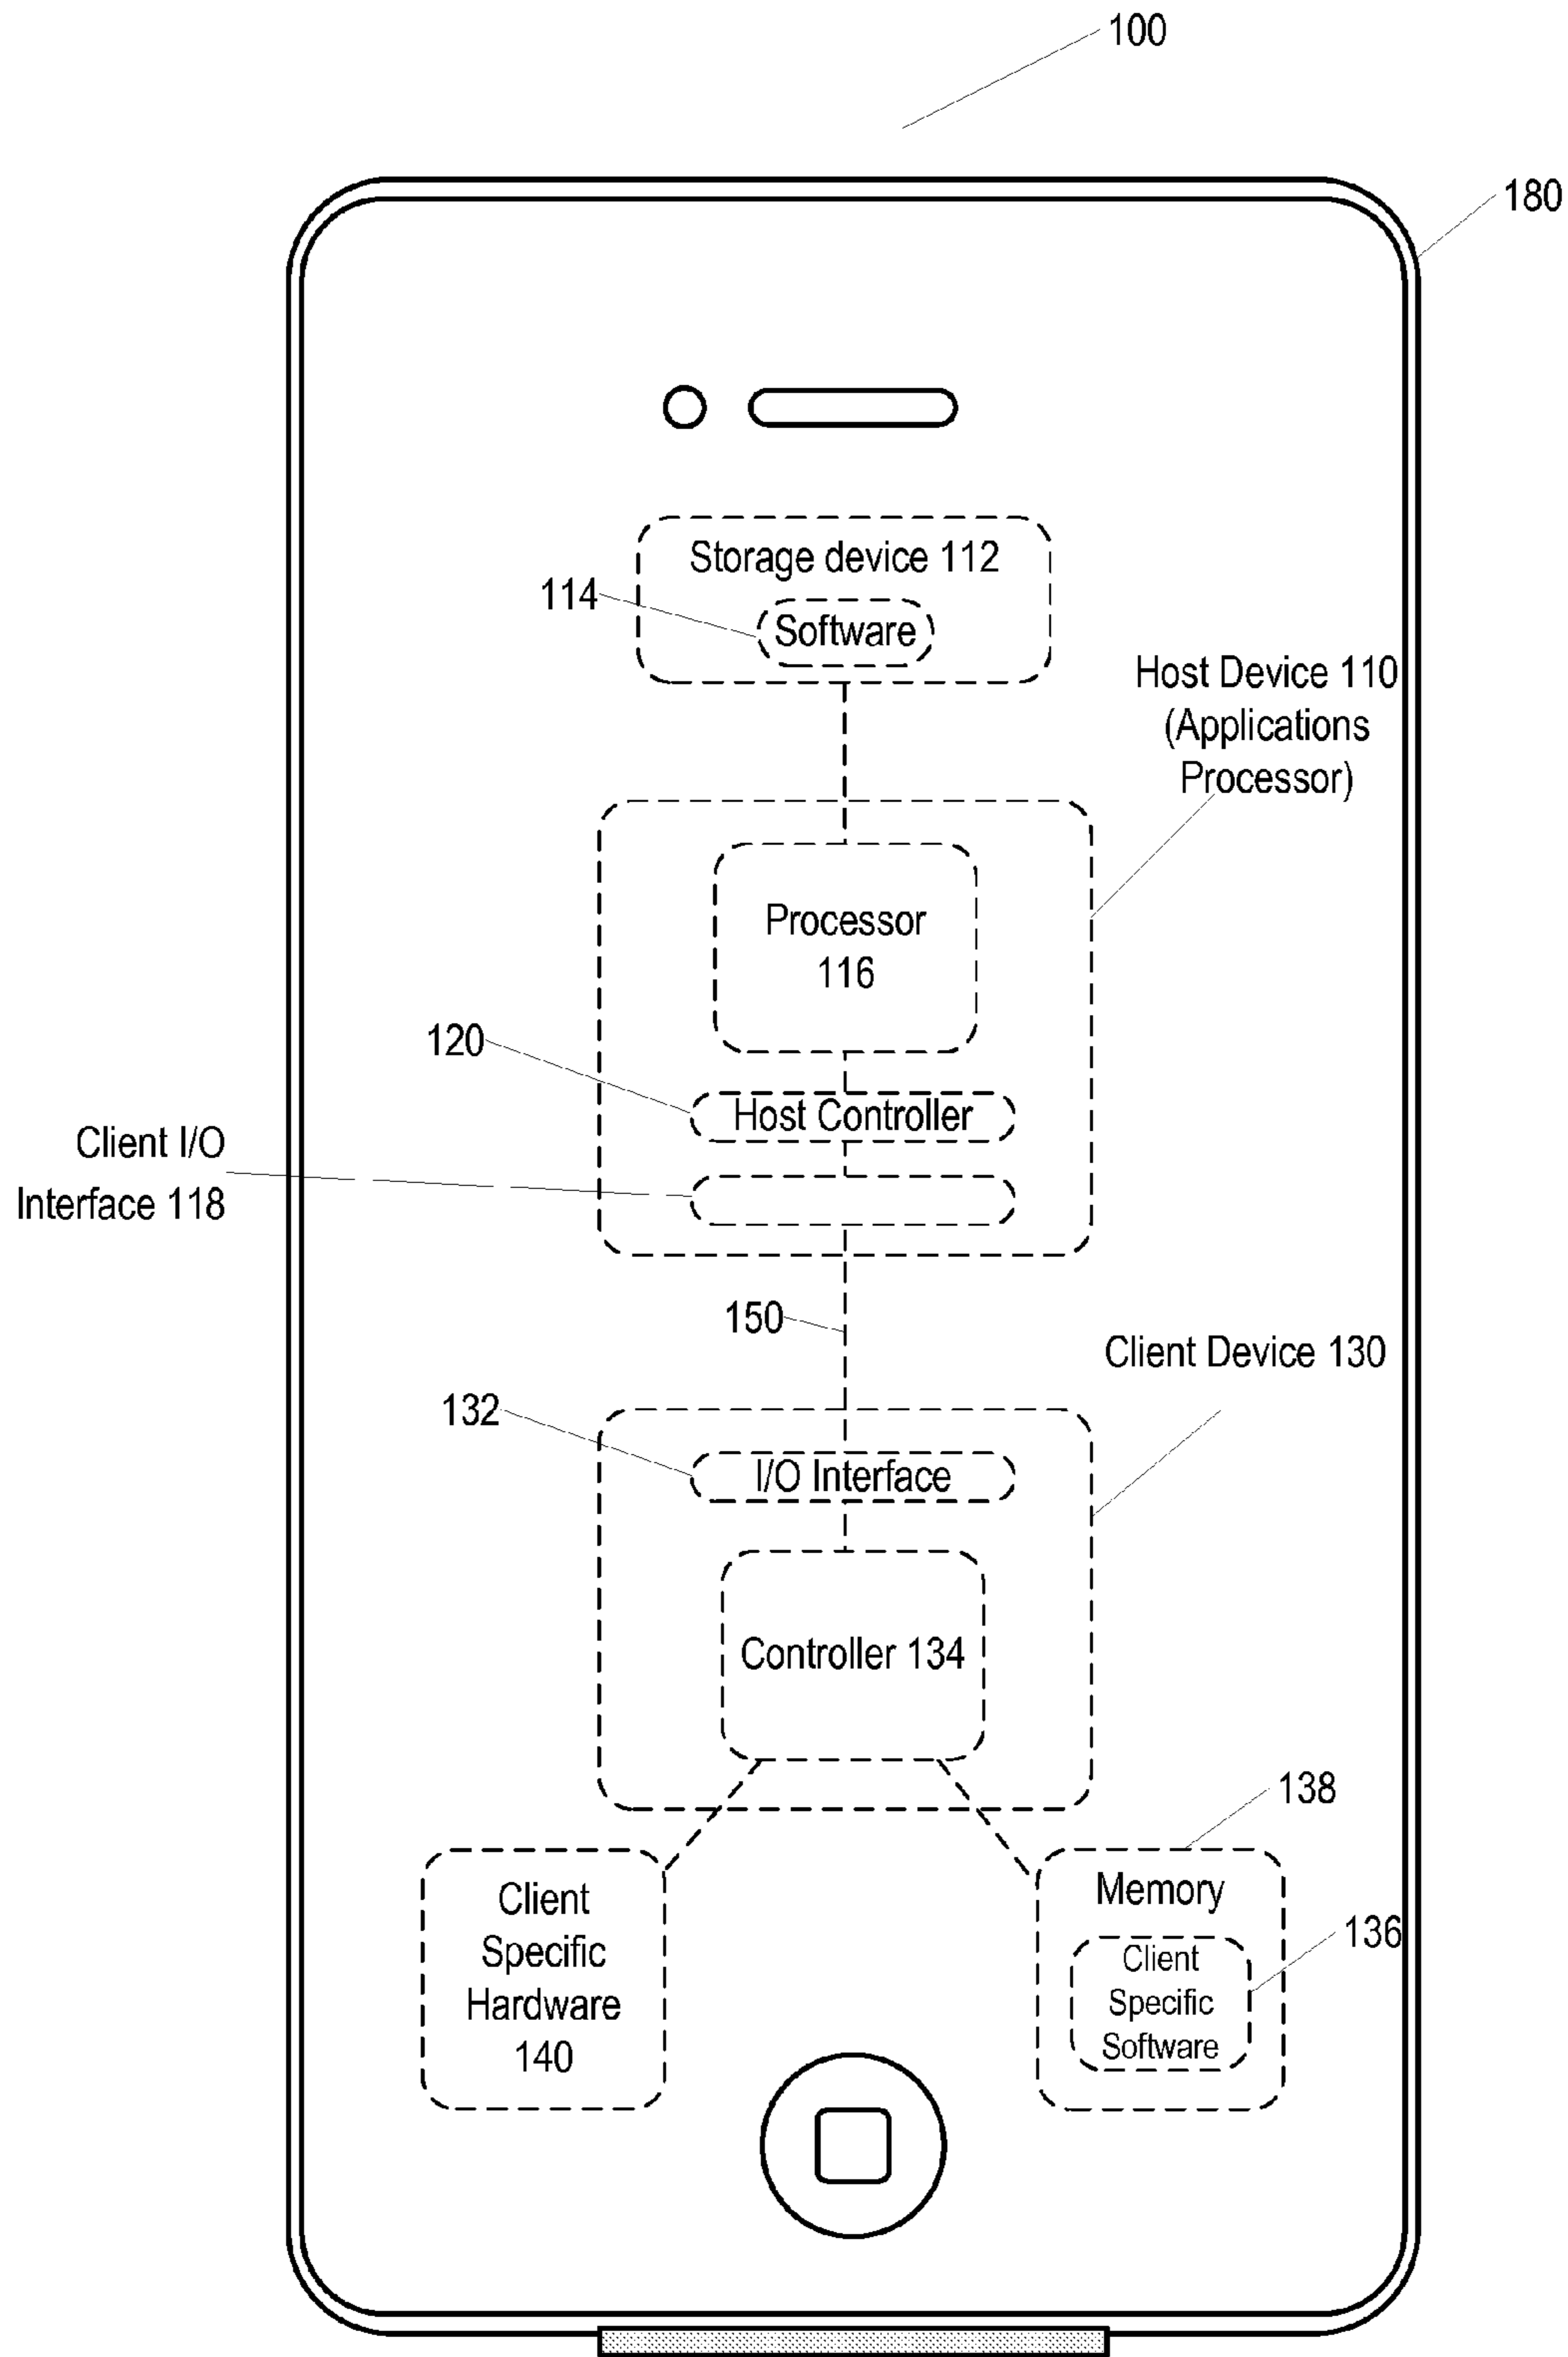 100
180
Storage device 112
114
Software
Host Device 110
(Applications
Processor)
Processor
116
120
Host Controller
Client I/O
Interface 118
150
Client Device 130
132
I/O Interface
Controller 134
138
Memory
136
Client
Specific
Software
Client
Specific
Hardware
140